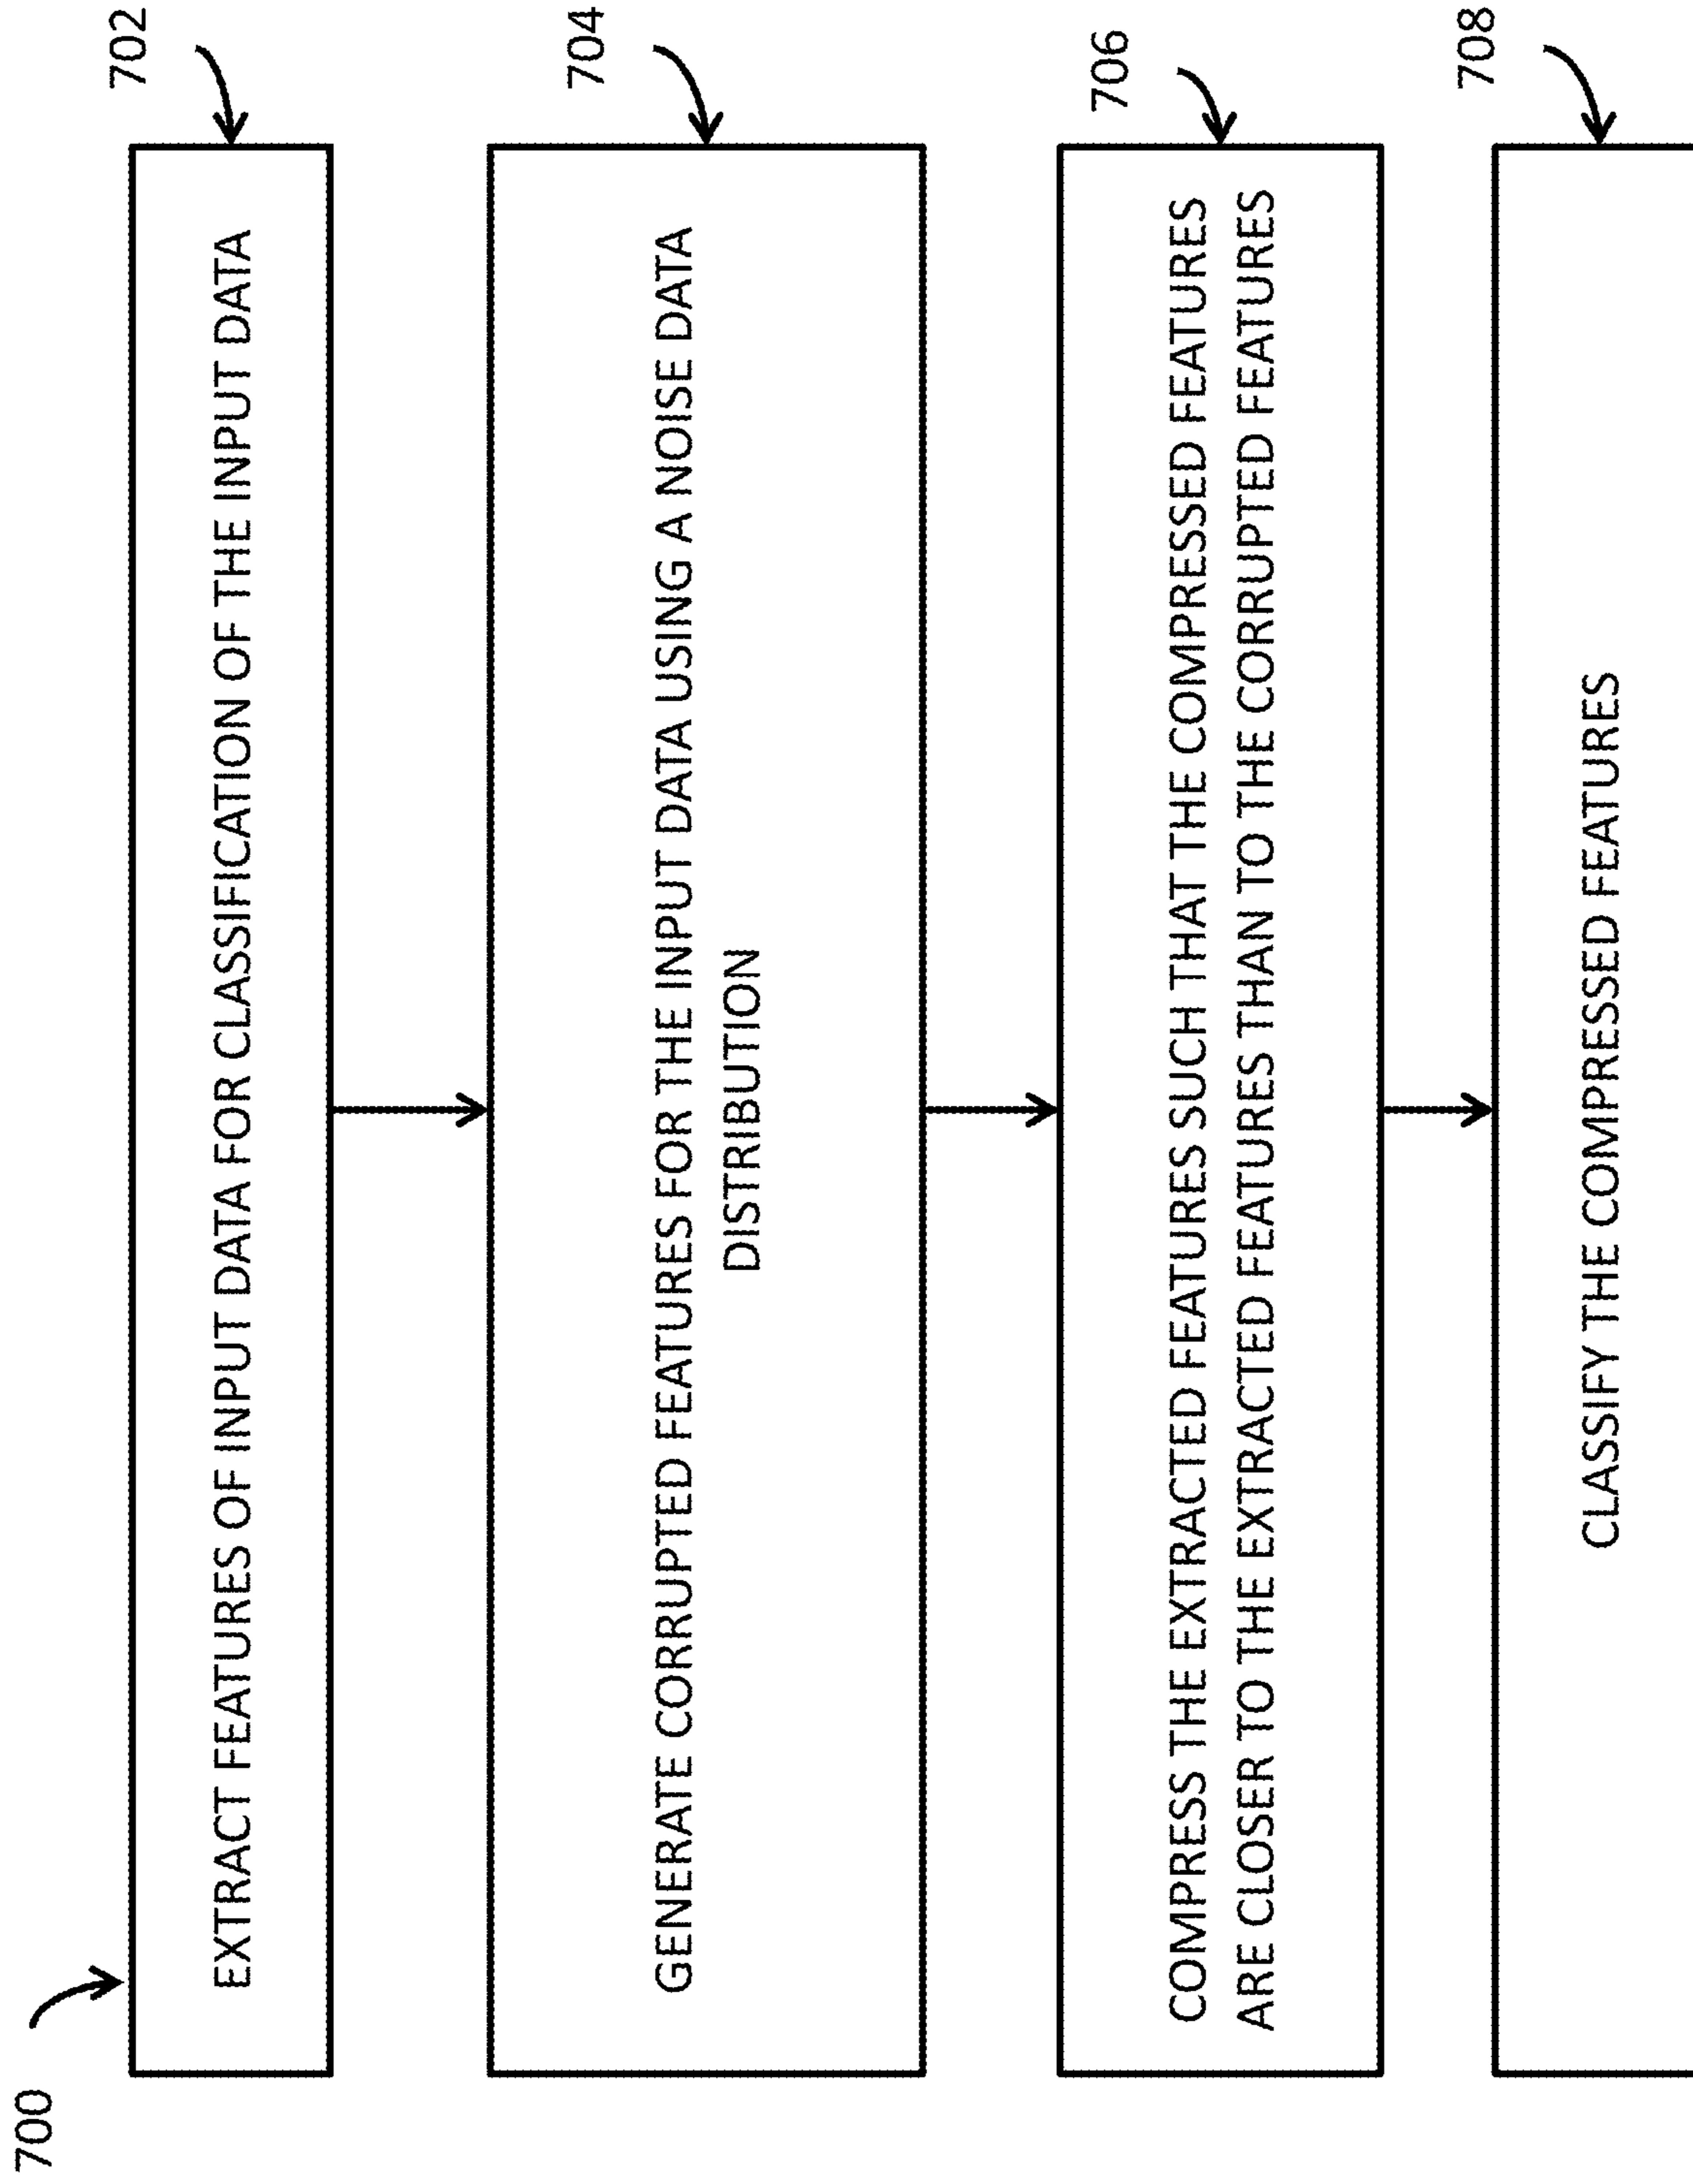 700
702
EXTRACT FEATURES OF INPUT DATA FOR CLASSIFICATION OF THE INPUT DATA
704
GENERATE CORRUPTED FEATURES FOR THE INPUT DATA USING A NOISE DATA
DISTRIBUTION
706
COMPRESS THE EXTRACTED FEATURES SUCH THAT THE COMPRESSED FEATURES
ARE CLOSER TO THE EXTRACTED FEATURES THAN TO THE CORRUPTED FEATURES
708
CLASSIFY THE COMPRESSED FEATURES